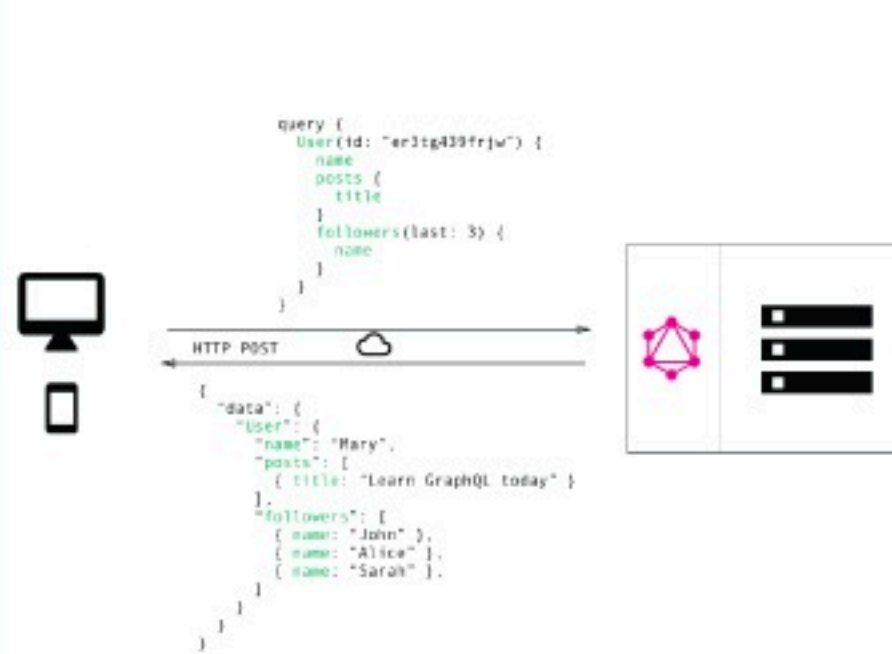 query {
User(id: "er3tg439frjw") {
name
posts {
title
}
followers(last: 3) {
name
}
}
}
HTTP POST
{
"data": {
"User": {
"name": "Mary",
"posts": [
{ title: "Learn GraphQL today" }
],
"followers": [
{ name: "John" },
{ name: "Alice" },
{ name: "Sarah" },
]
}
}
}